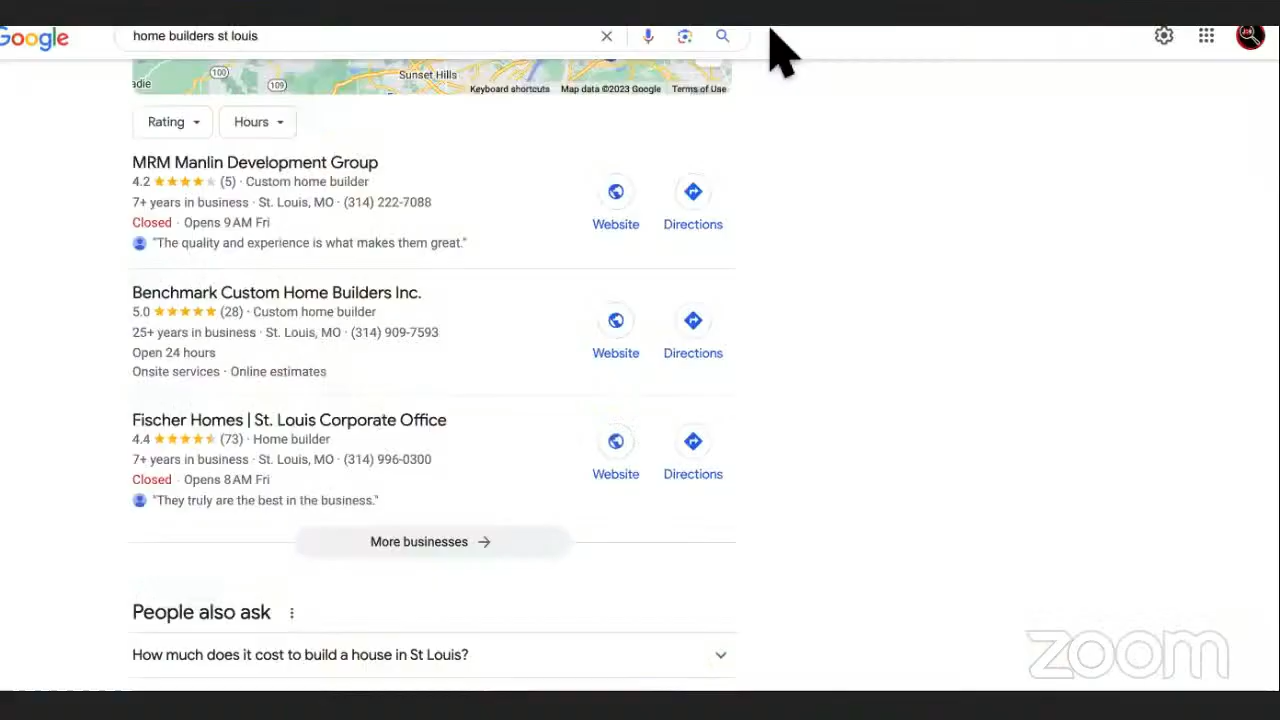 Google
home builders st louis
100
Sunset Hills
adie
109
Keyboard shortcuts Map data ©2023 Google Terms of Use
Rating Hours
MRM Manlin Development Group
4.2 (5) · Custom home builder
7+ years in business · St. Louis, MO · (314) 222-7088
Closed · Opens 9 AM Fri
"The quality and experience is what makes them great."
Website Directions
Benchmark Custom Home Builders Inc.
5.0 (28) · Custom home builder
25+ years in business · St. Louis, MO · (314) 909-7593
Open 24 hours
Onsite services · Online estimates
Website Directions
Fischer Homes | St. Louis Corporate Office
4.4 (73) · Home builder
7+ years in business · St. Louis, MO · (314) 996-0300
Closed · Opens 8 AM Fri
"They truly are the best in the business."
Website Directions
More businesses
People also ask
How much does it cost to build a house in St Louis?
zoom